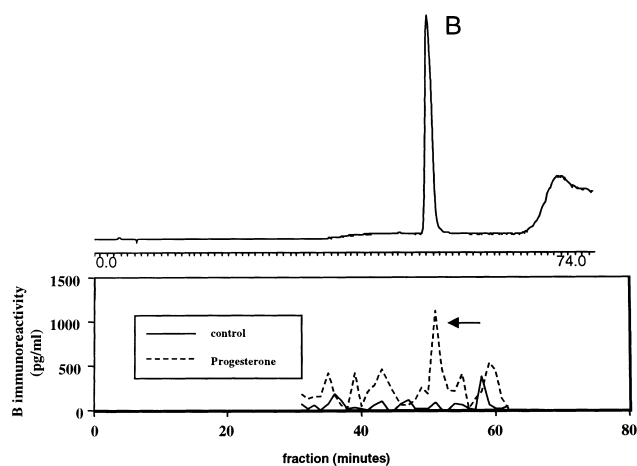 B
0.0
74.0
1500
1000
500
0
B immunoreactivity
(pg/ml)
control
Progesterone
0 20 40 60 80
fraction (minutes)